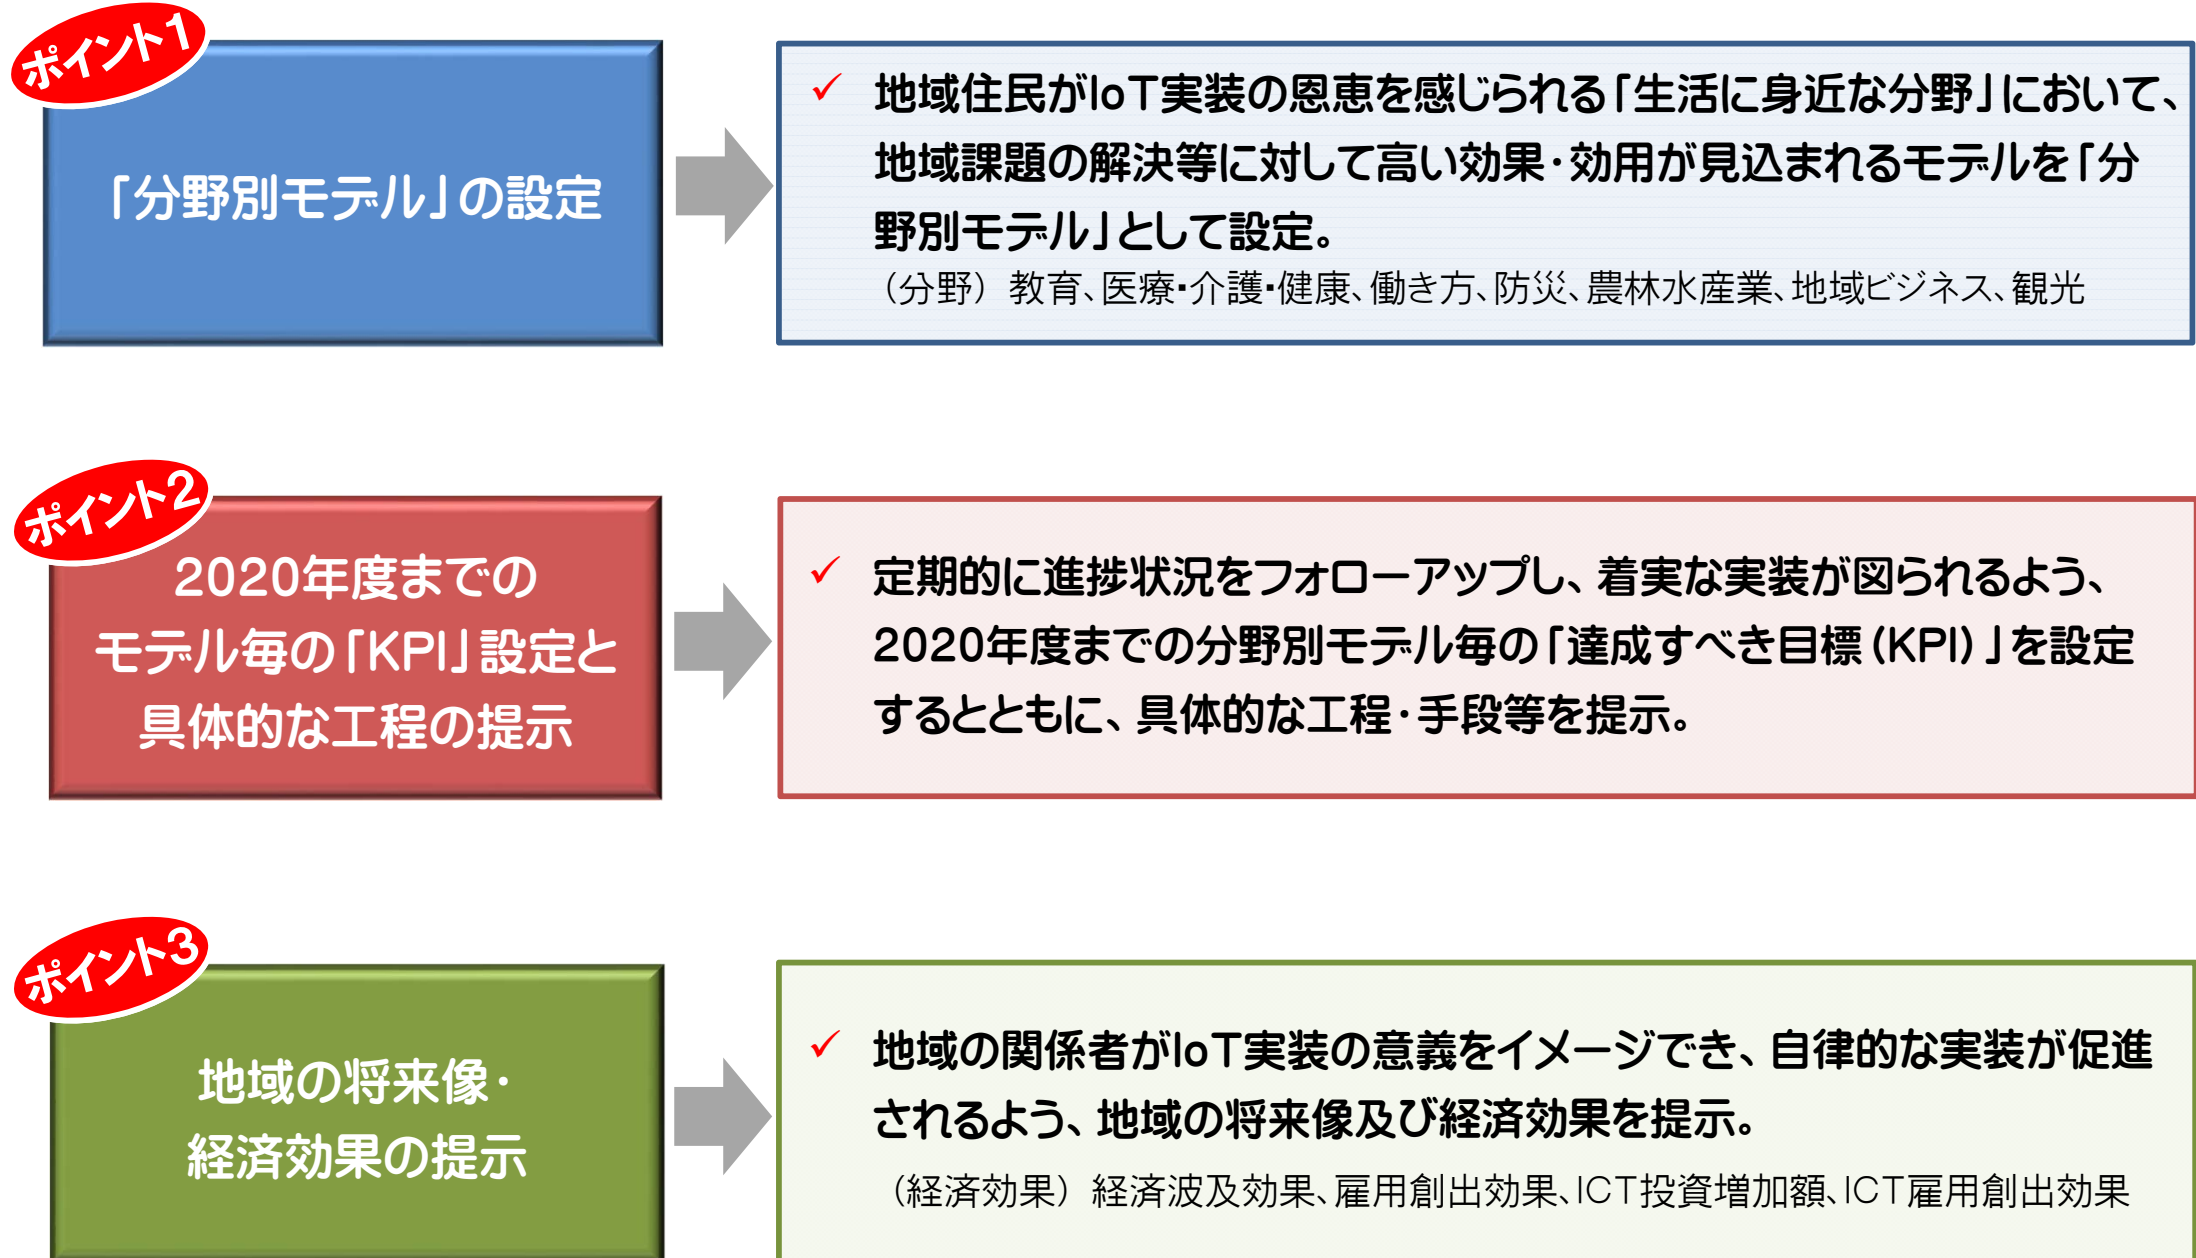 ポイント1
「分野別モデル」の設定
✓ 地域住民がIoT実装の恩恵を感じられる「生活に身近な分野」において、
地域課題の解決等に対して高い効果・効用が見込まれるモデルを「分
野別モデル」として設定。
（分野）教育、医療・介護・健康、働き方、防災、農林水産業、地域ビジネス、観光
ポイント2
2020年度までの
モデル毎の「KPI」設定と
具体的な工程の提示
✓ 定期的に進捗状況をフォローアップし、着実な実装が図られるよう、
2020年度までの分野別モデル毎の「達成すべき目標（KPI）」を設定
するとともに、具体的な工程・手段等を提示。
ポイント3
地域の将来像・
経済効果の提示
✓ 地域の関係者がIoT実装の意義をイメージでき、自律的な実装が促進
されるよう、地域の将来像及び経済効果を提示。
（経済効果）経済波及効果、雇用創出効果、ICT投資増加額、ICT雇用創出効果